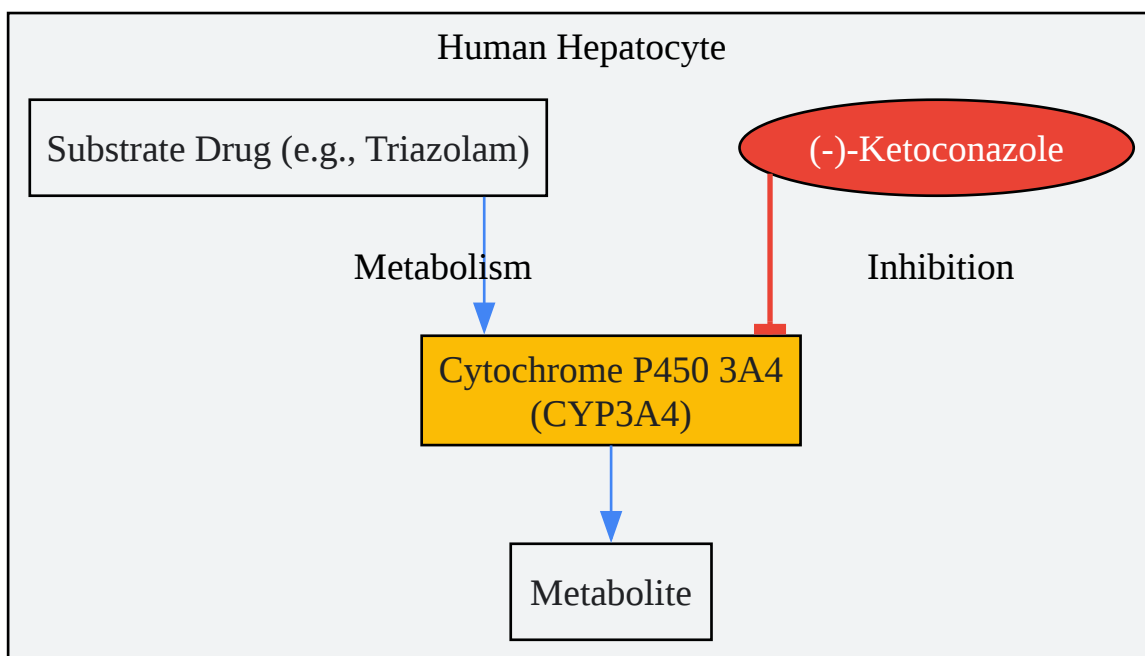 Human Hepatocyte
Substrate Drug (e.g., Triazolam)
(-)-Ketoconazole
Metabolism
Inhibition
Cytochrome P450 3A4
(CYP3A4)
Metabolite